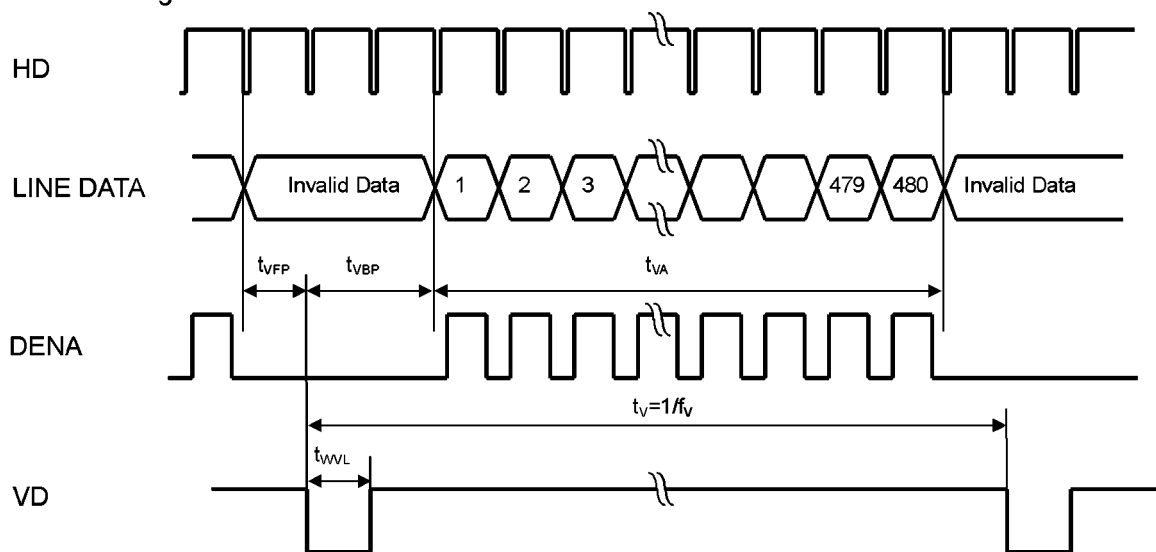 HD
LINE DATA
Invalid Data
1
2
3
479
480
Invalid Data
tVFP
tVBP
tVA
DENA
tV=1/fV
tWVL
VD